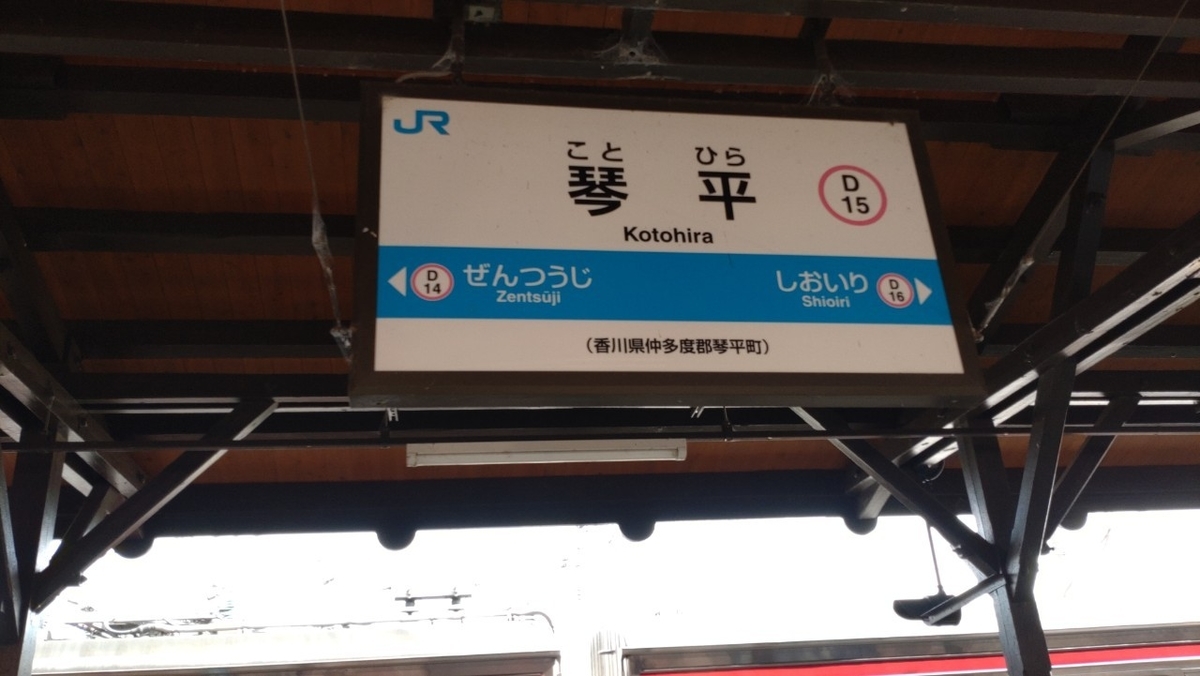 JR
こと ひら
琴 平
D
15
Kotohira
D
14
ぜんつうじ
Zentsūji
しおいり
Shioiri
D
16
（香川県仲多度郡琴平町）